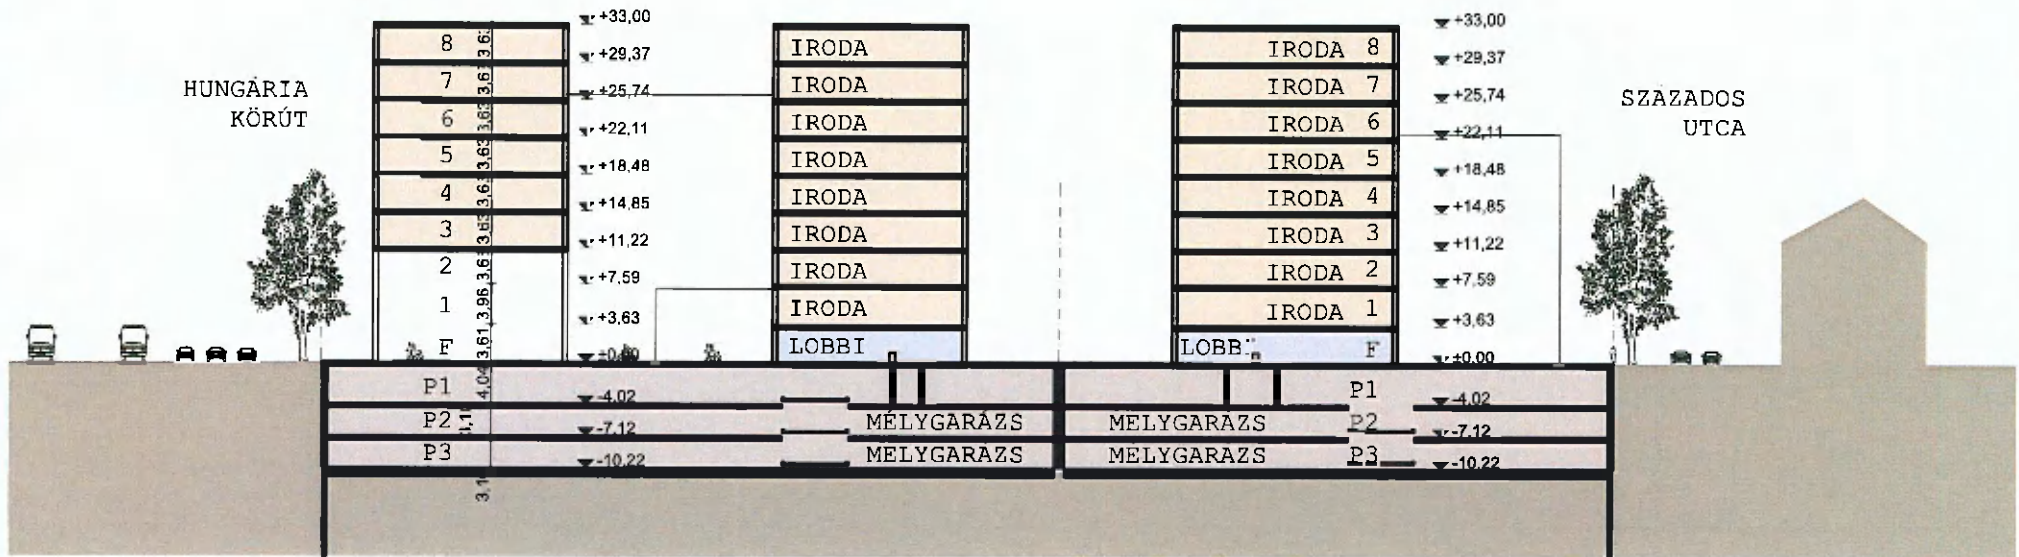 HUNGÁRIA
KÖRÚT
8
7
6
5
4
3
2
1
F
P1
P2
P3
3,63
3,63
3,63
3,63
3,63
3,63
3,96
3,61
4,04
+33,00
+29,37
+25,74
+22,11
+18,48
+14,85
+11,22
+7,59
+3,63
-4,02
-7,12
-10,22
IRODA
IRODA
IRODA
IRODA
IRODA
IRODA
IRODA
IRODA
LOBBI
MÉLYGARÁZS
MÉLYGARÁZS
IRODA 8
IRODA 7
IRODA 6
IRODA 5
IRODA 4
IRODA 3
IRODA 2
IRODA 1
F
P1
MÉLYGARÁZS P2
MÉLYGARÁZS P3
+33,00
+29,37
+25,74
+22,11
+18,48
+14,85
+11,22
+7,59
+3,63
±0,00
-4,02
-7,12
-10,22
SZÁZADOS
UTCA